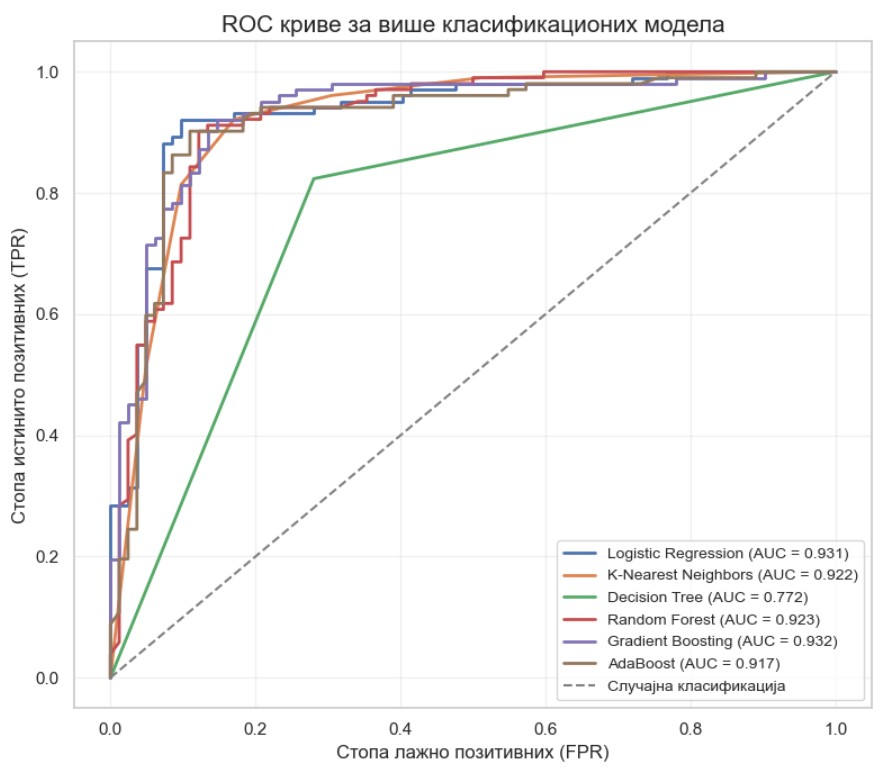 ROC криве за више класификационих модела
Стопа истинито позитивних (TPR)
1.0
0.8
0.6
0.4
0.2
0.0
Logistic Regression (AUC = 0.931)
K-Nearest Neighbors (AUC = 0.922)
Decision Tree (AUC = 0.772)
Random Forest (AUC = 0.923)
Gradient Boosting (AUC = 0.932)
AdaBoost (AUC = 0.917)
Случајна класификација
0.0 0.2 0.4 0.6 0.8 1.0
Стопа лажно позитивних (FPR)